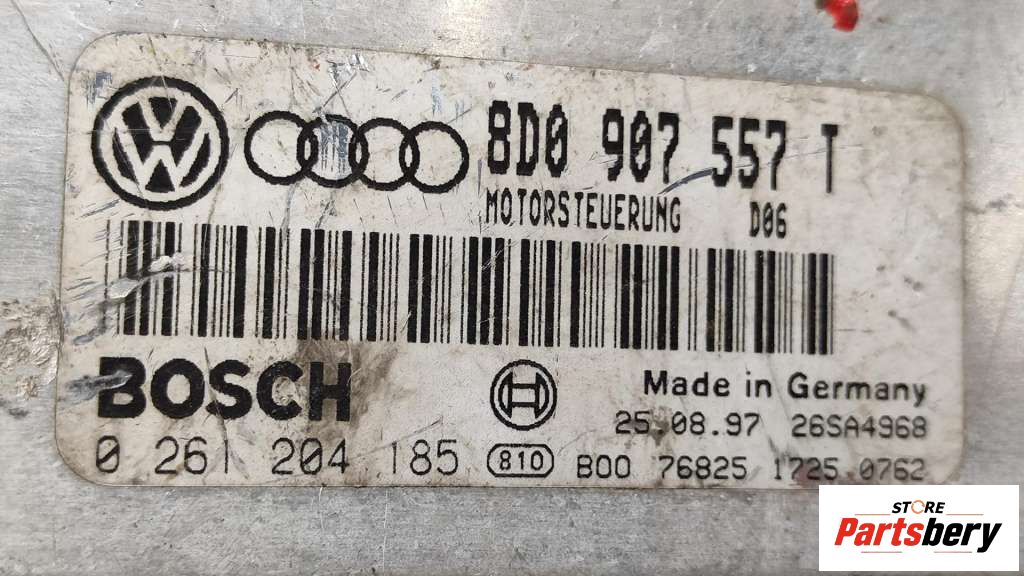 8D0 907 557 T
MOTORSTEUERUNG D06
BOSCH
Made in Germany
25.08.97 26SA4968
0 261 204 185 810 B00 76825 1725 0762
STORE
Partsbery